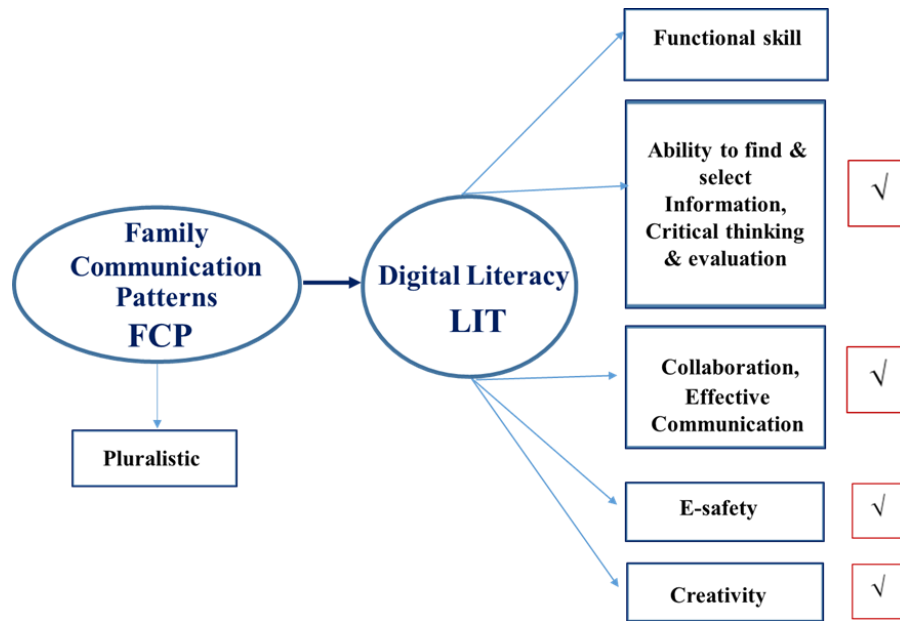 Family
Communication
Patterns
FCP
Pluralistic
Digital Literacy
LIT
Functional skill
Ability to find &
select
Information,
Critical thinking
& evaluation
√
Collaboration,
Effective
Communication
√
E-safety
√
Creativity
√